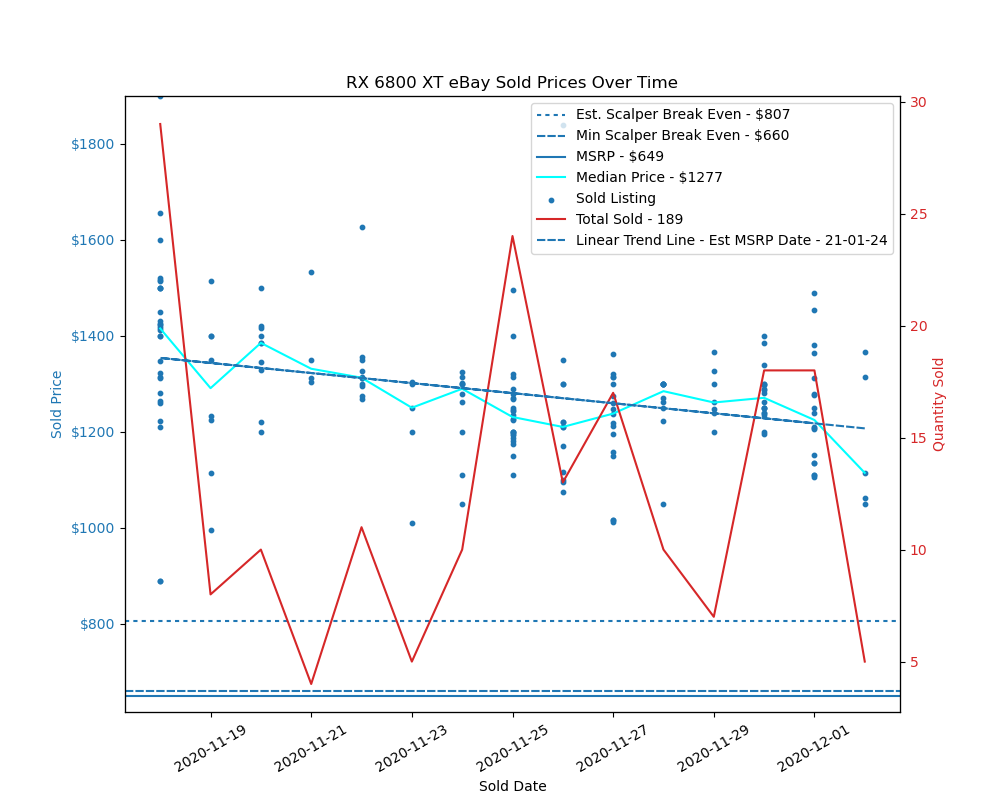 RX 6800 XT eBay Sold Prices Over Time
Est. Scalper Break Even - $807
Min Scalper Break Even - $660
MSRP - $649
Median Price - $1277
Sold Listing
Total Sold - 189
Linear Trend Line - Est MSRP Date - 21-01-24
$1800
$1600
$1400
$1200
$1000
$800
Sold Price
30
25
20
15
10
5
Quantity Sold
2020-11-19
2020-11-21
2020-11-23
2020-11-25
2020-11-27
2020-11-29
2020-12-01
Sold Date